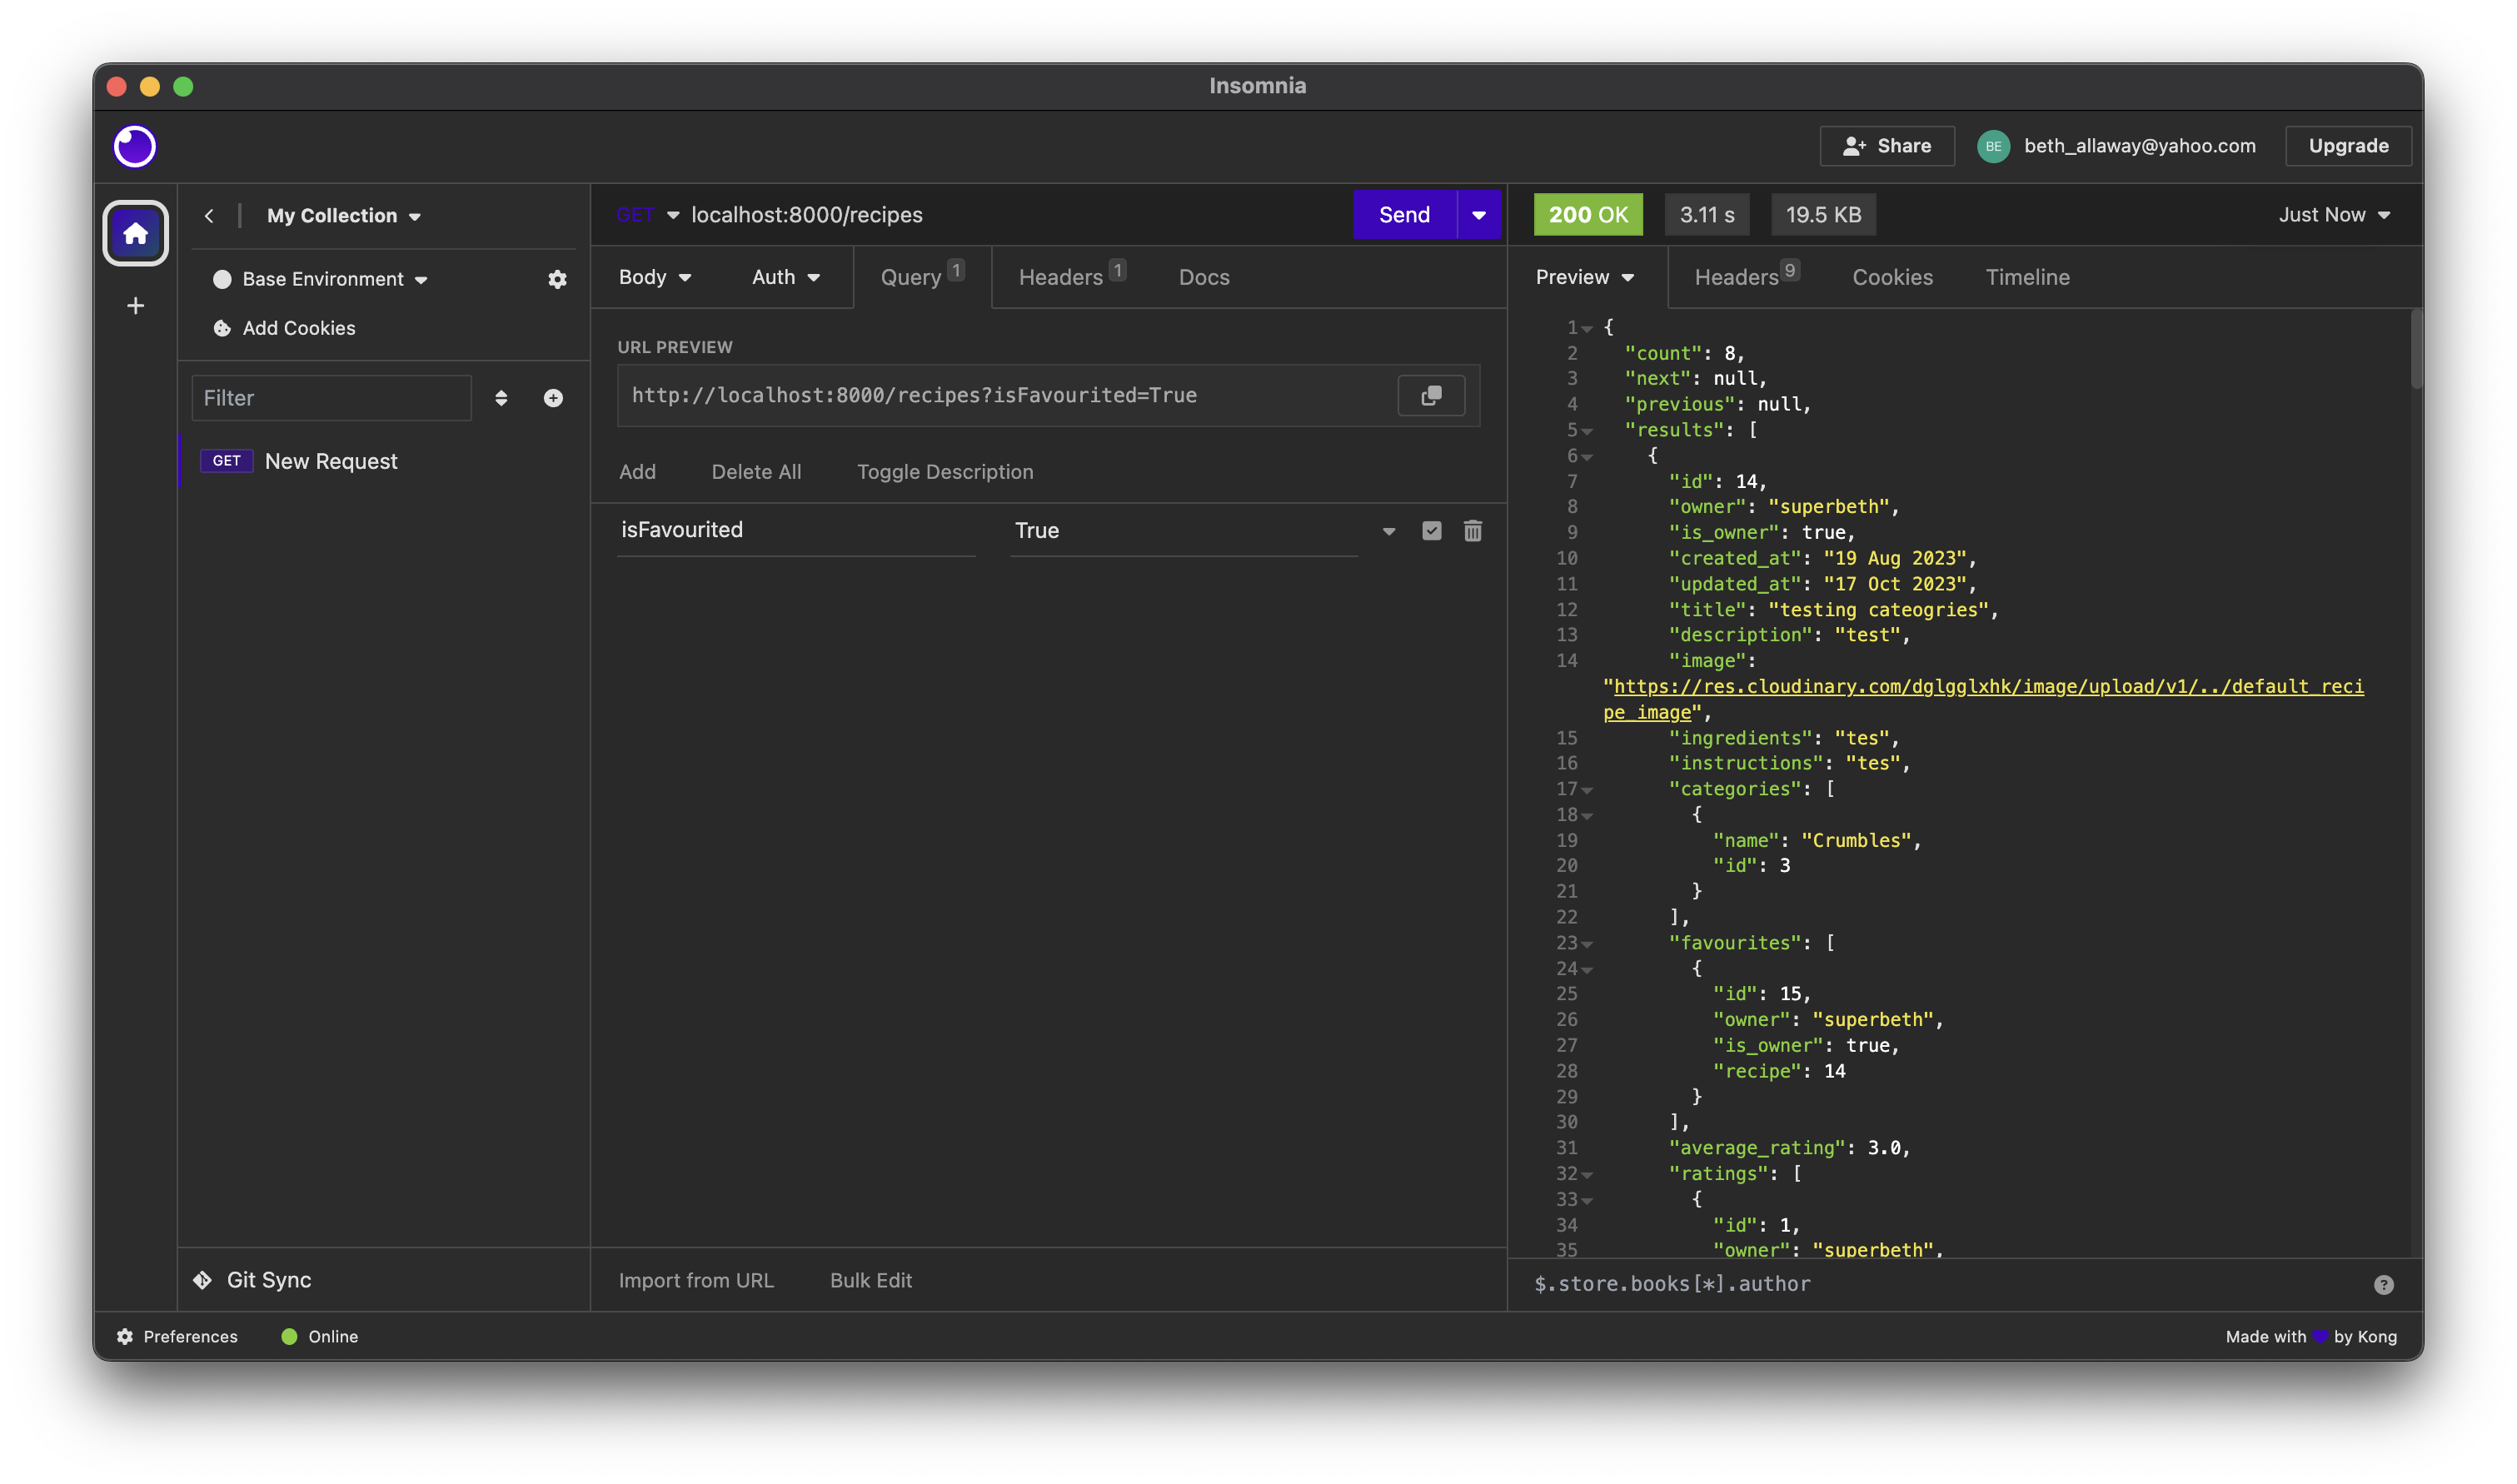 Insomnia
Share
BE
beth_allaway@yahoo.com
Upgrade
My Collection
Base Environment
Add Cookies
Filter
GET New Request
Git Sync
GET localhost:8000/recipes
Send
Body Auth Query 1 Headers 1 Docs
URL PREVIEW
http://localhost:8000/recipes?isFavourited=True
Add Delete All Toggle Description
isFavourited True
Import from URL Bulk Edit
200 OK 3.11 s 19.5 KB Just Now
Preview Headers 9 Cookies Timeline
1 {
2 "count": 8,
3 "next": null,
4 "previous": null,
5 "results": [
6 {
7 "id": 14,
8 "owner": "superbeth",
9 "is_owner": true,
10 "created_at": "19 Aug 2023",
11 "updated_at": "17 Oct 2023",
12 "title": "testing cateogries",
13 "description": "test",
14 "image":
"https://res.cloudinary.com/dglgglxhk/image/upload/v1/../default_reci
pe_image",
15 "ingredients": "tes",
16 "instructions": "tes",
17 "categories": [
18 {
19 "name": "Crumbles",
20 "id": 3
21 }
22 ],
23 "favourites": [
24 {
25 "id": 15,
26 "owner": "superbeth",
27 "is_owner": true,
28 "recipe": 14
29 }
30 ],
31 "average_rating": 3.0,
32 "ratings": [
33 {
34 "id": 1,
35 "owner": "superbeth",
$.store.books[*].author
Preferences Online
Made with 💜 by Kong